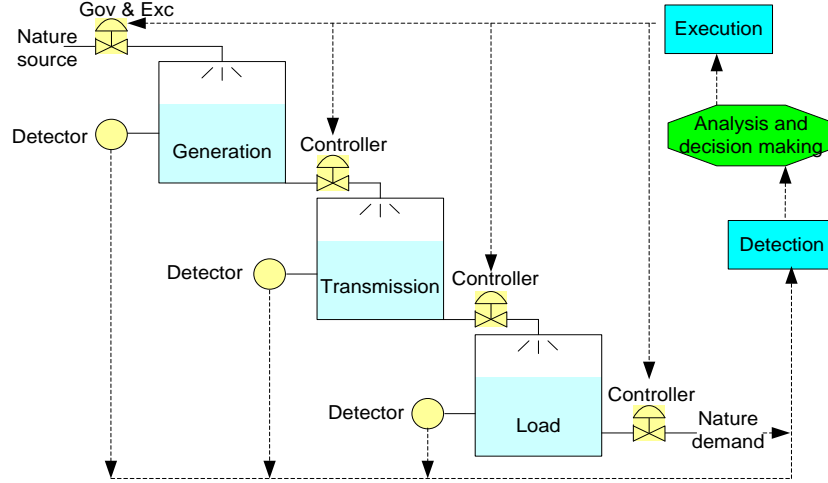 Gov & Exc
Nature
source
Execution
Detector
Generation
Controller
Analysis and
decision making
Detector
Transmission
Controller
Detection
Detector
Load
Controller
Nature
demand